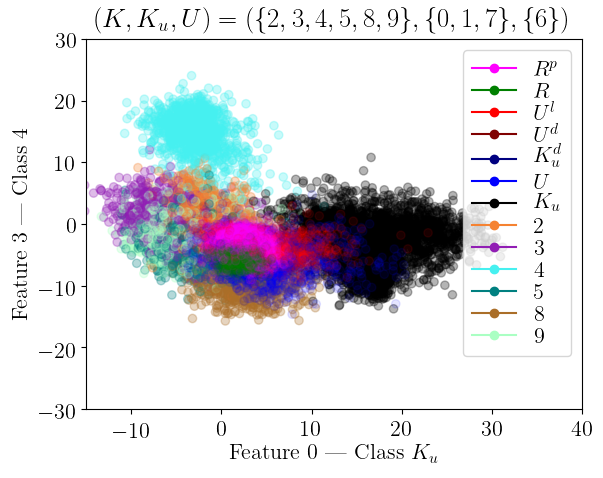 (K, K_u, U) = ({2, 3, 4, 5, 8, 9}, {0, 1, 7}, {6})
30
20
10
0
−10
−20
−30
Feature 3 — Class 4
R^p
R
U^l
U^d
K_u^d
U
K_u
2
3
4
5
8
9
−10
0
10
20
30
40
Feature 0 — Class K_u